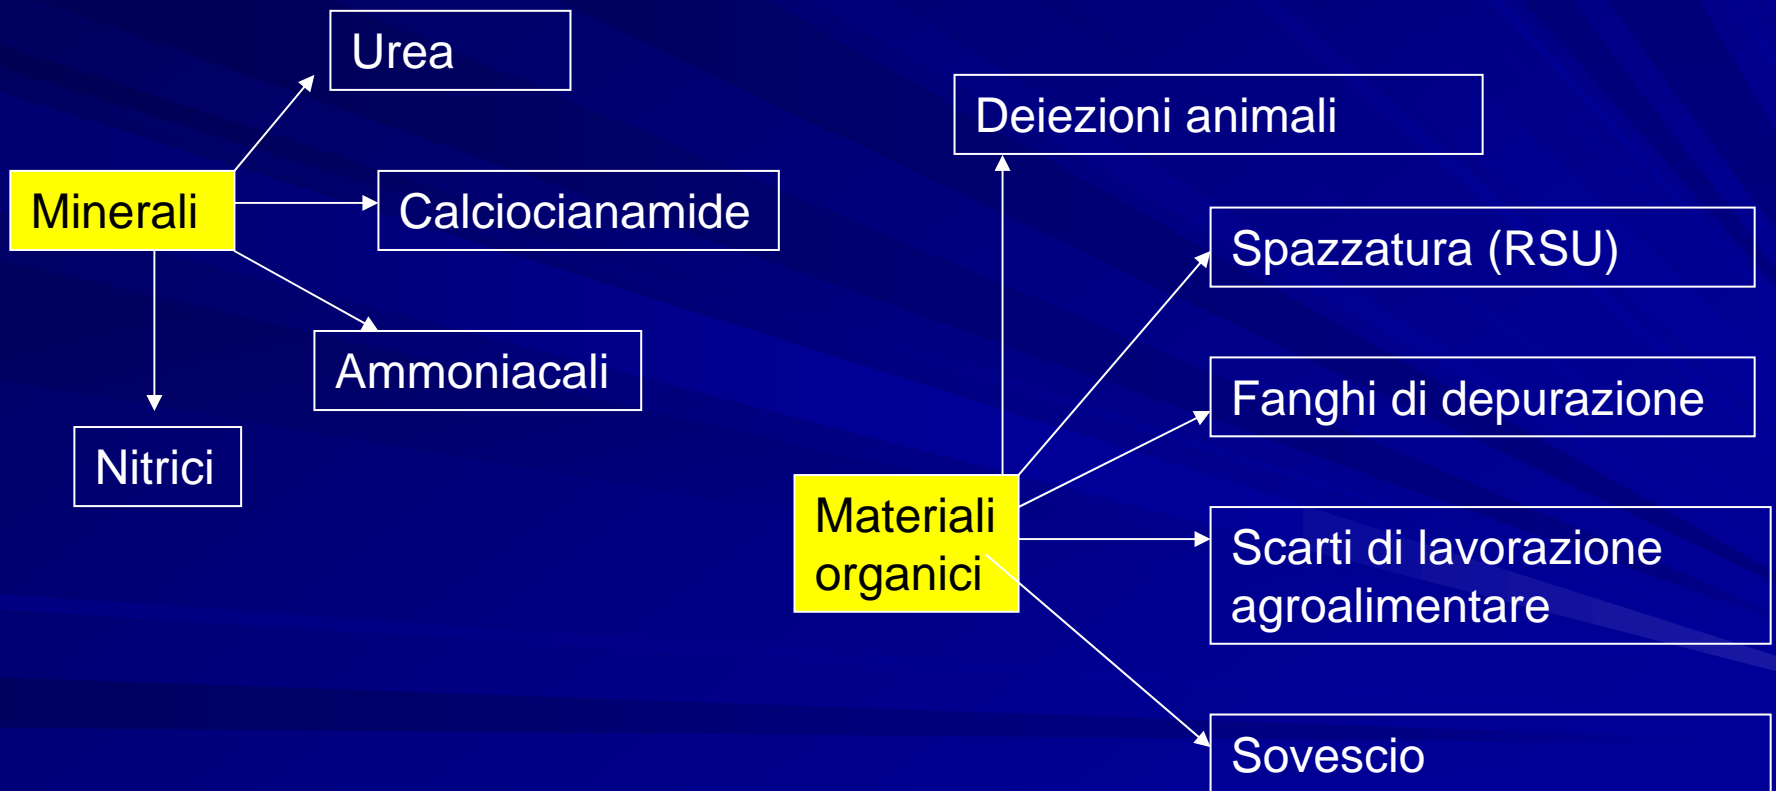 Urea
Minerali
Calciocianamide
Ammoniacali
Nitrici
Deiezioni animali
Spazzatura (RSU)
Fanghi di depurazione
Materiali
organici
Scarti di lavorazione
agroalimentare
Sovescio